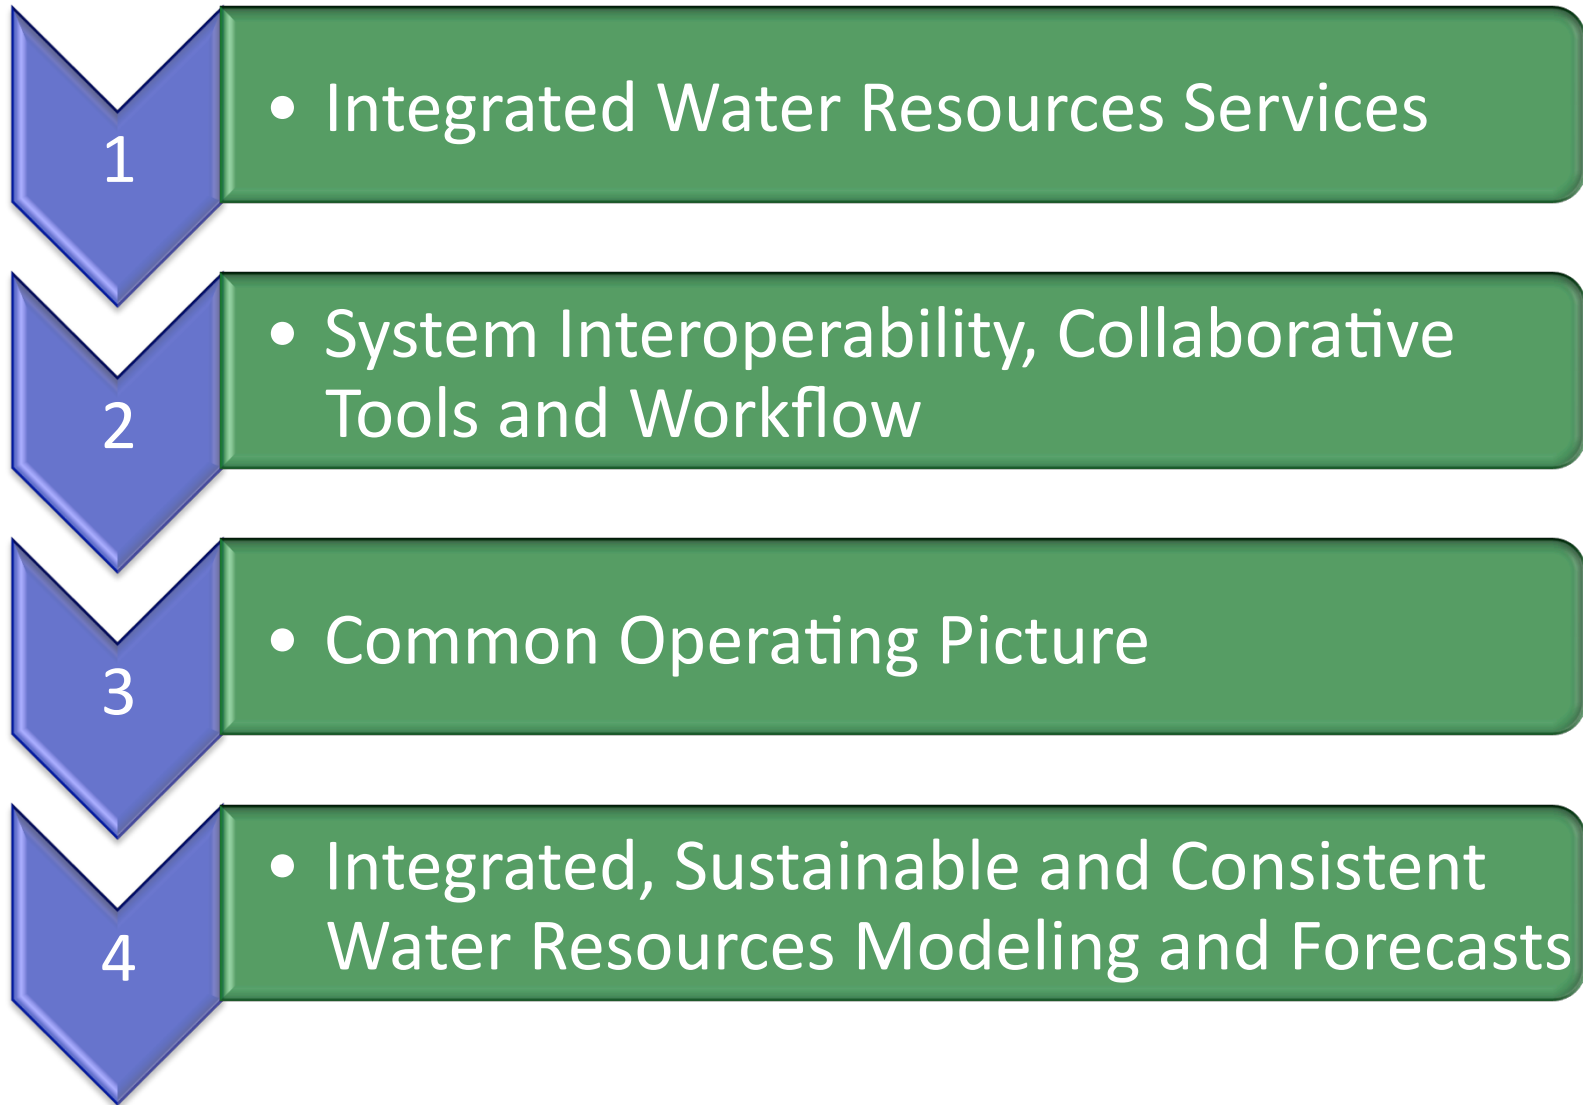 1
• Integrated Water Resources Services
2
• System Interoperability, Collaborative
Tools and Workflow
3
• Common Operating Picture
4
• Integrated, Sustainable and Consistent
Water Resources Modeling and Forecasts